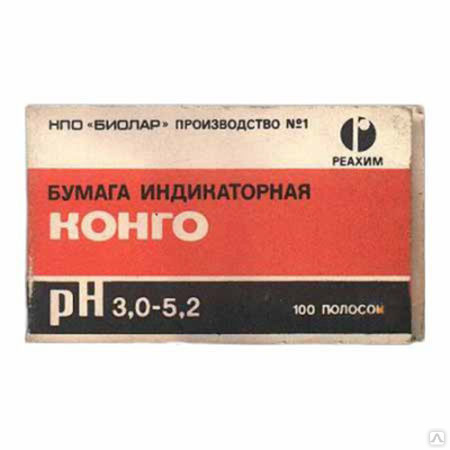 НПО «БИОЛАР» ПРОИЗВОДСТВО №1
РЕАХИМ
БУМАГА ИНДИКАТОРНАЯ
КОНГО
pH 3,0-5,2
100 ПОЛОСОК